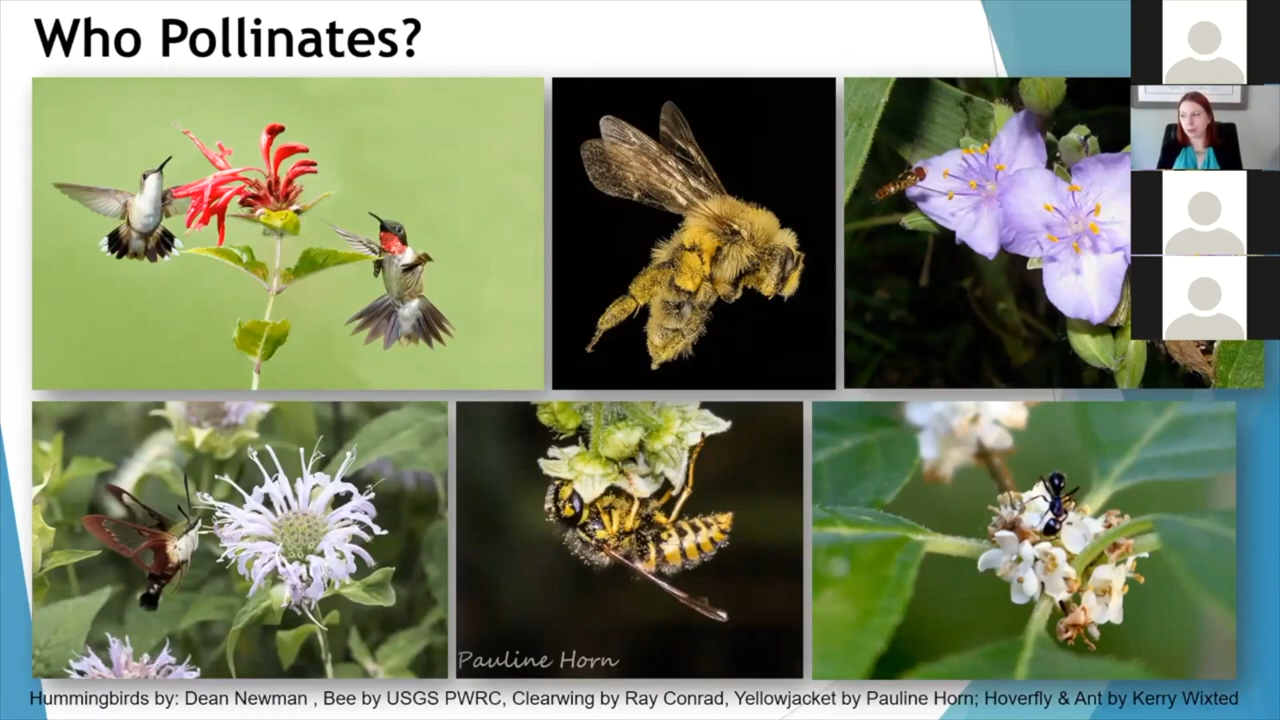 Who Pollinates?
Pauline Horn
Hummingbirds by: Dean Newman , Bee by USGS PWRC, Clearwing by Ray Conrad, Yellowjacket by Pauline Horn; Hoverfly & Ant by Kerry Wixted